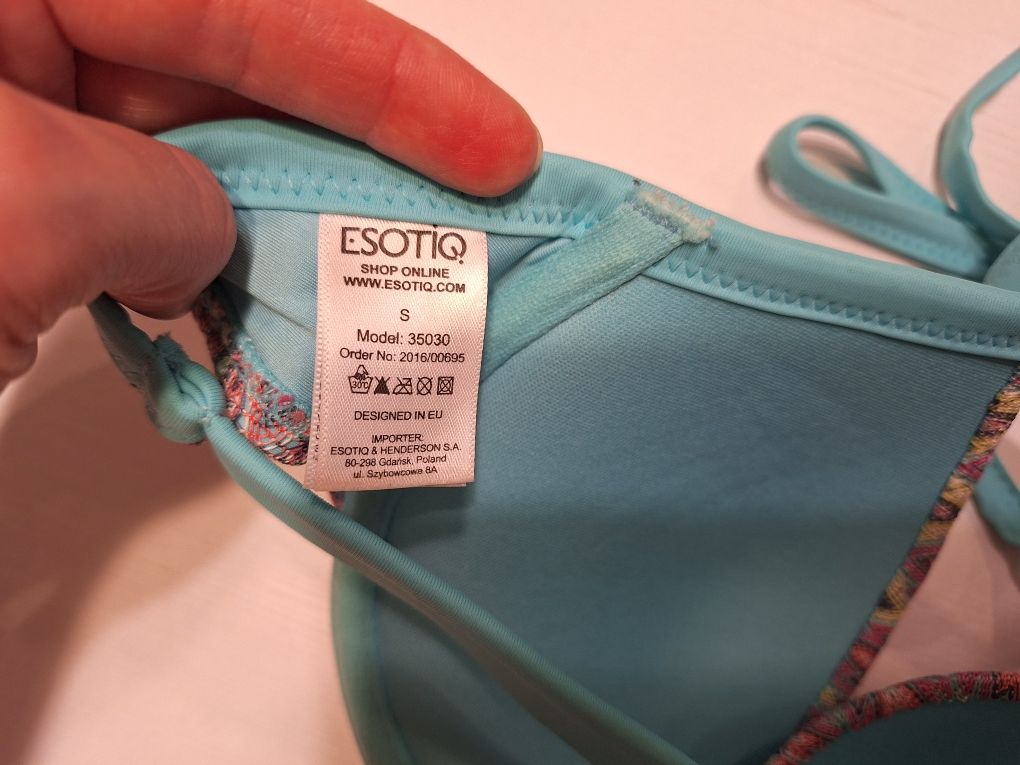 ESOTIQ
SHOP ONLINE
WWW.ESOTIQ.COM
S
Model: 35030
Order No: 2016/00695
30°C
DESIGNED IN EU
IMPORTER:
ESOTIQ & HENDERSON S.A.
80-298 Gdańsk, Poland
ul. Szybowcowa 8A